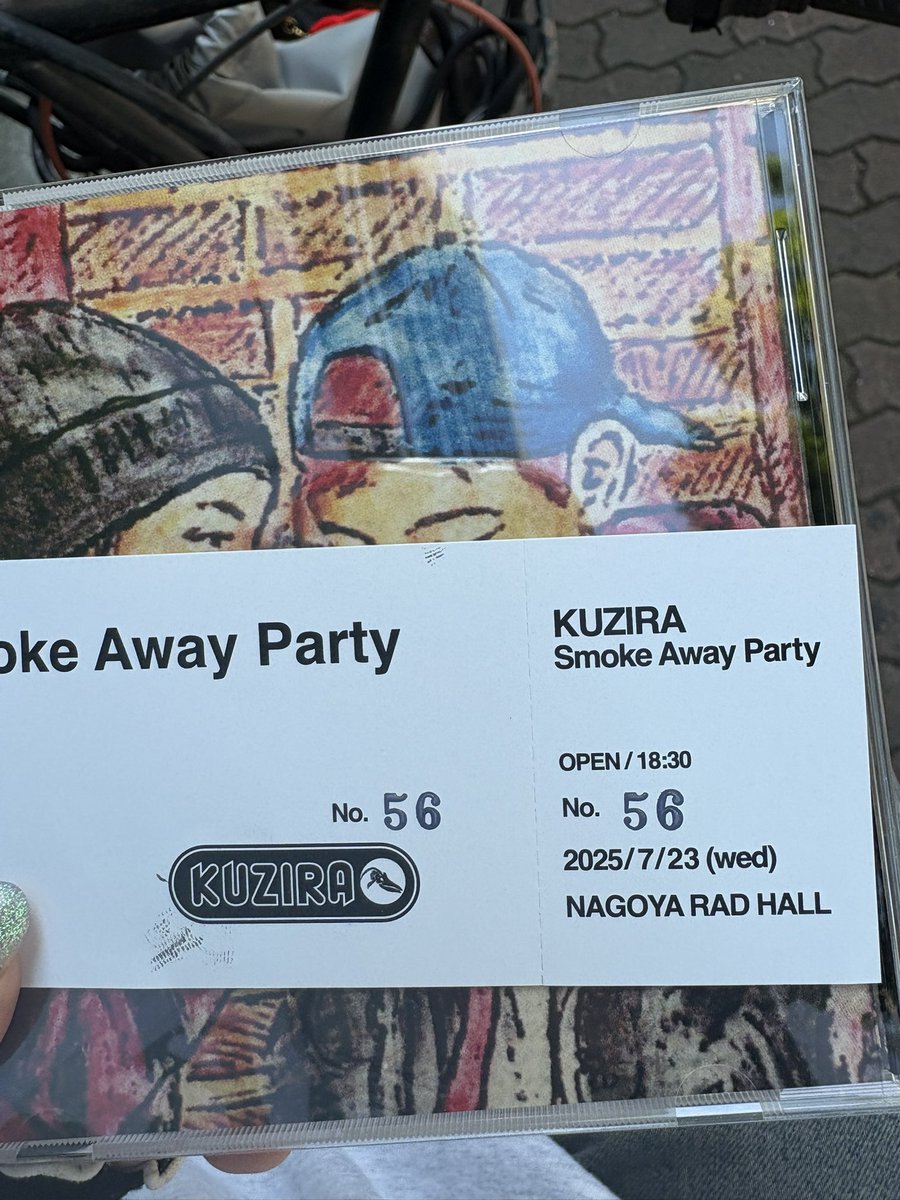 oke Away Party
No. 56
KUZIRA
KUZIRA
Smoke Away Party
OPEN / 18:30
No. 56
2025/7/23 (wed)
NAGOYA RAD HALL